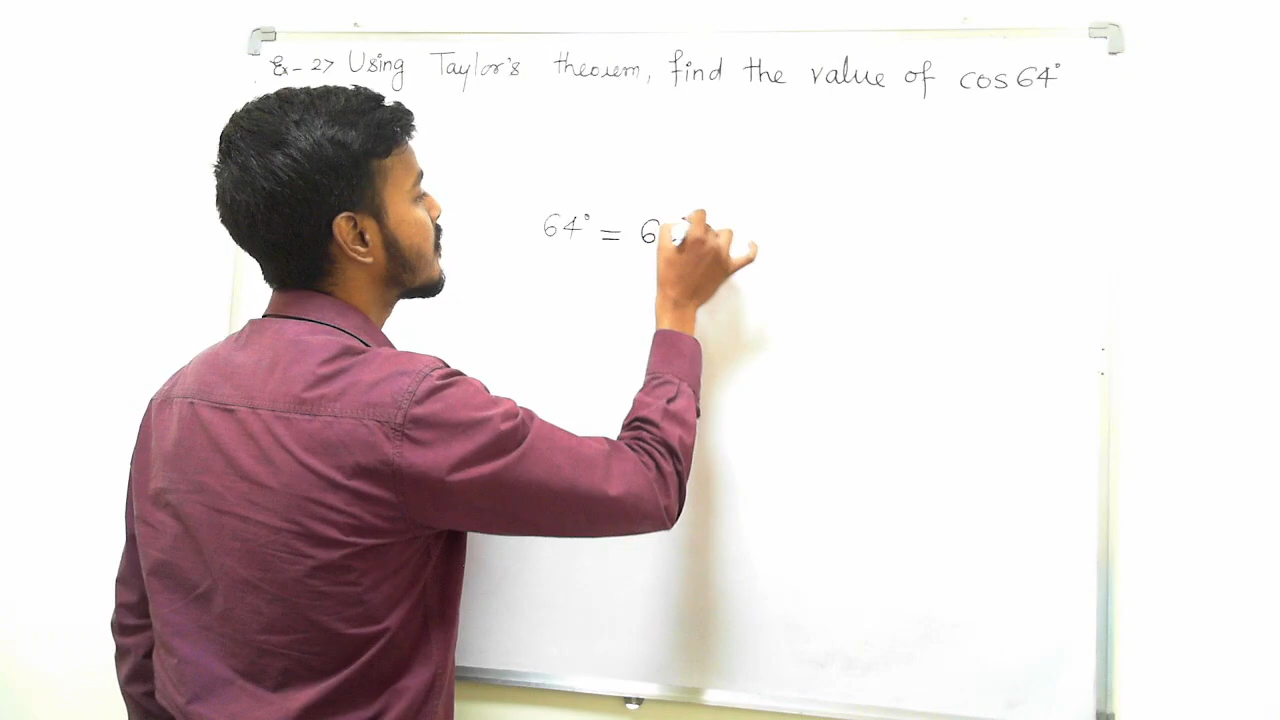 Ex - 2> Using Taylor's theorem, find the value of cos 64°
64° = 6